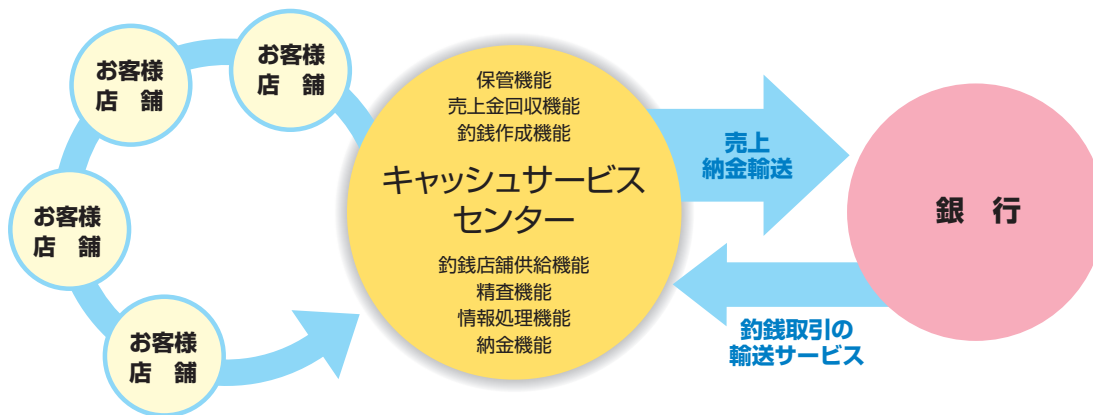 お客様
店　舗
お客様
店　舗
お客様
店　舗
お客様
店　舗
保管機能
売上金回収機能
釣銭作成機能
キャッシュサービス
センター
釣銭店舗供給機能
精査機能
情報処理機能
納金機能
売上
納金輸送
釣銭取引の
輸送サービス
銀　行